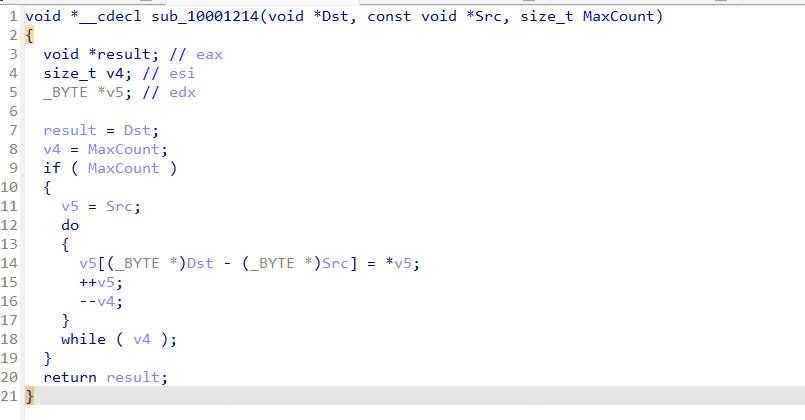 1 void *__cdecl sub_10001214(void *Dst, const void *Src, size_t MaxCount)
2 {
3   void *result; // eax
4   size_t v4; // esi
5   _BYTE *v5; // edx
6
7   result = Dst;
8   v4 = MaxCount;
9   if ( MaxCount )
10   {
11     v5 = Src;
12     do
13     {
14       v5[(_BYTE *)Dst - (_BYTE *)Src] = *v5;
15       ++v5;
16       --v4;
17     }
18     while ( v4 );
19   }
20   return result;
21 }